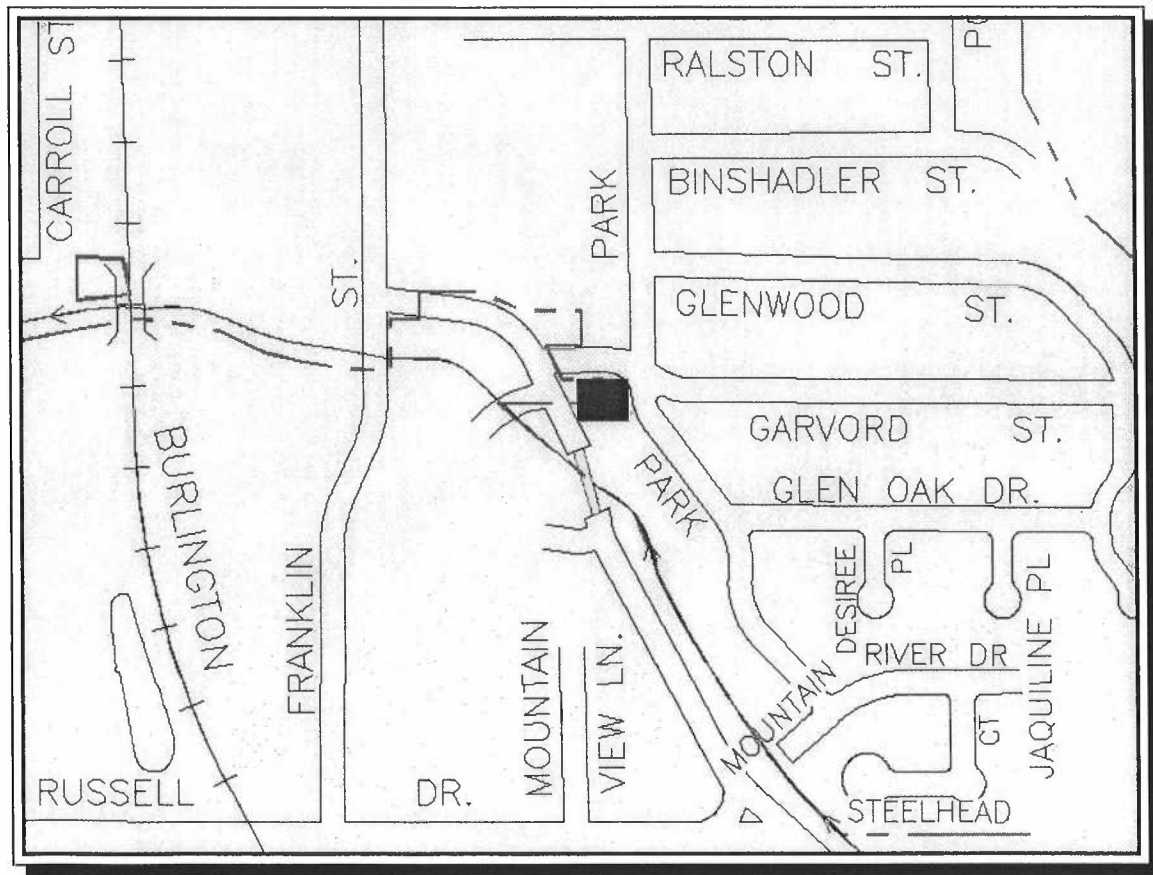 CARROLL ST
RALSTON ST.
BINSHADLER ST.
PARK
GLENWOOD ST.
ST.
GARVORD ST.
PARK
GLEN OAK DR.
BURLINGTON
FRANKLIN
DESIREE PL
JAQUILINE PL
RIVER DR
MOUNTAIN
MOUNTAIN VIEW LN.
CT
RUSSELL DR.
STEELHEAD